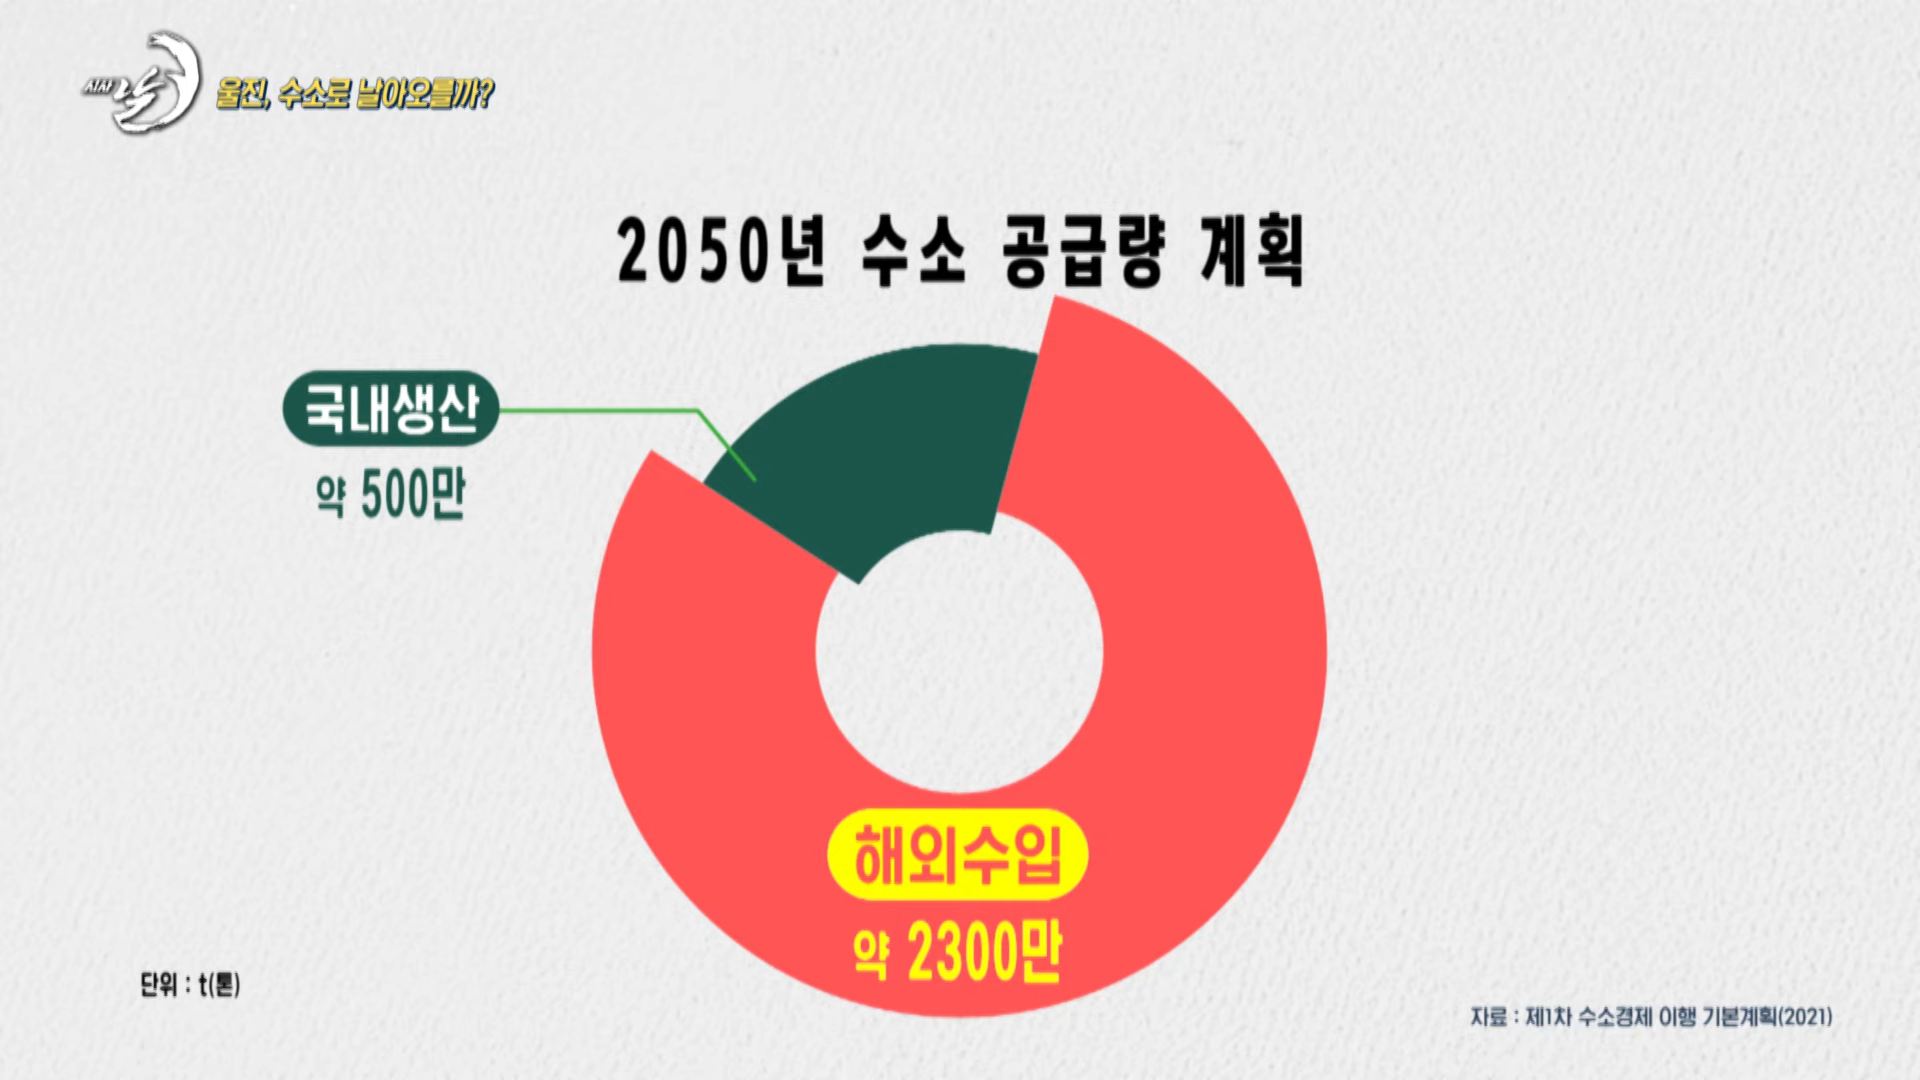 시사 날
울진, 수소로 날아오를까?
2050년 수소 공급량 계획
국내생산
약 500만
해외수입
약 2300만
단위 : t(톤)
자료 : 제1차 수소경제 이행 기본계획(2021)